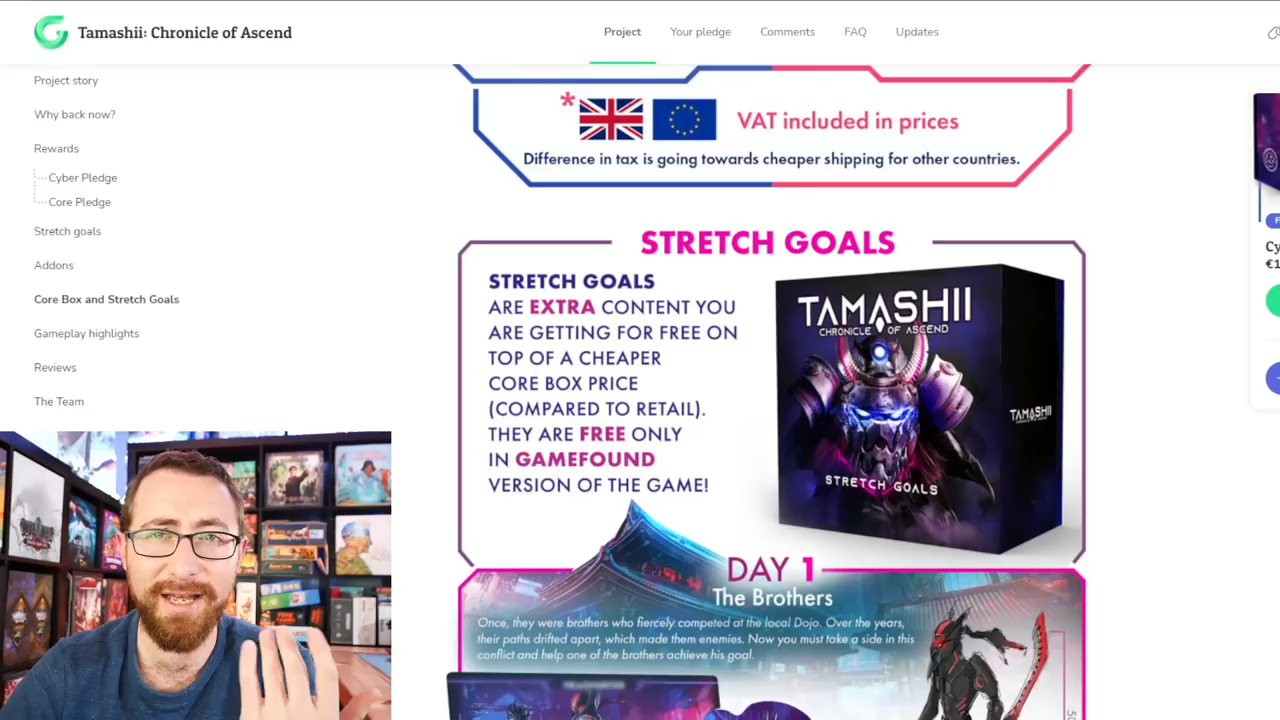 Tamashii: Chronicle of Ascend
Project
Your pledge
Comments
FAQ
Updates
Project story
Why back now?
Rewards
Cyber Pledge
Core Pledge
Stretch goals
Addons
Core Box and Stretch Goals
Gameplay highlights
Reviews
The Team
* VAT included in prices
Difference in tax is going towards cheaper shipping for other countries.
STRETCH GOALS
STRETCH GOALS
ARE EXTRA CONTENT YOU
ARE GETTING FOR FREE ON
TOP OF A CHEAPER
CORE BOX PRICE
(COMPARED TO RETAIL).
THEY ARE FREE ONLY
IN GAMEFOUND
VERSION OF THE GAME!
TAMASHII
CHRONICLE OF ASCEND
STRETCH GOALS
TAMASHII
DAY 1
The Brothers
Once, they were brothers who fiercely competed at the local Dojo. Over the years,
their paths drifted apart, which made them enemies. Now you must take a side in this
conflict and help one of the brothers achieve his goal.
Cy
€1